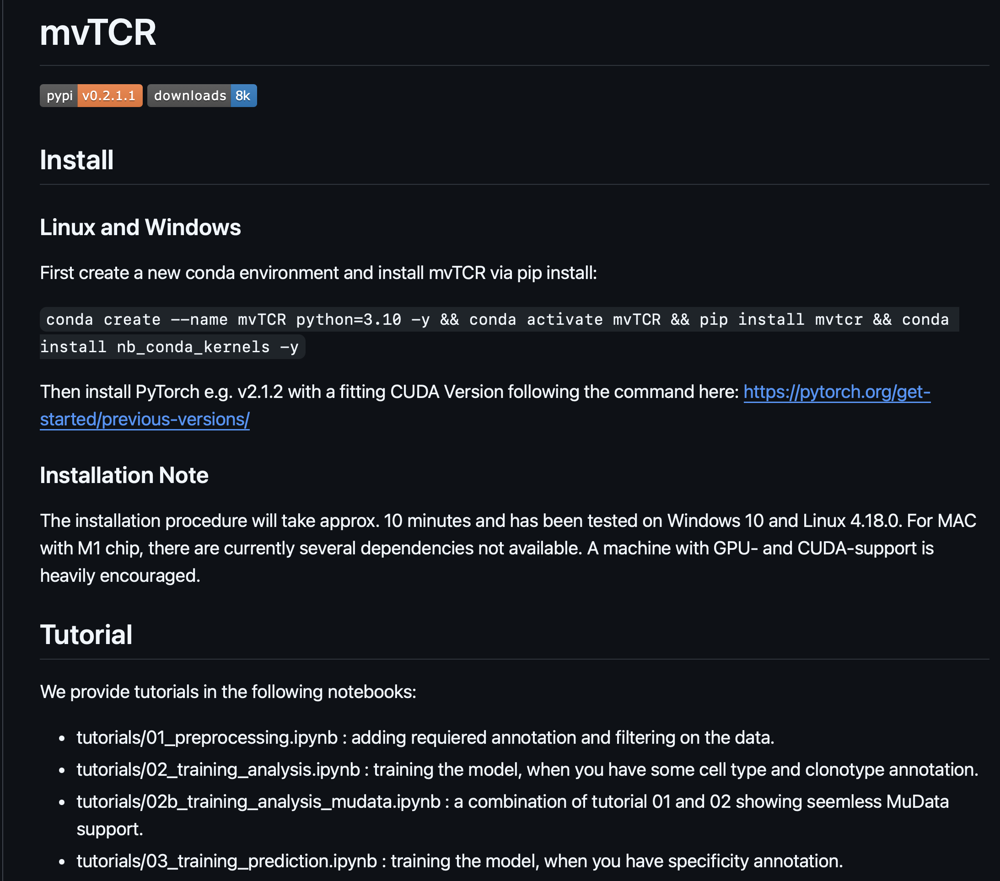 mvTCR
pypi v0.2.1.1 downloads 8k
Install
Linux and Windows
First create a new conda environment and install mvTCR via pip install:
conda create --name mvTCR python=3.10 -y && conda activate mvTCR && pip install mvtcr && conda
install nb_conda_kernels -y
Then install PyTorch e.g. v2.1.2 with a fitting CUDA Version following the command here: https://pytorch.org/get-
started/previous-versions/
Installation Note
The installation procedure will take approx. 10 minutes and has been tested on Windows 10 and Linux 4.18.0. For MAC
with M1 chip, there are currently several dependencies not available. A machine with GPU- and CUDA-support is
heavily encouraged.
Tutorial
We provide tutorials in the following notebooks:
• tutorials/01_preprocessing.ipynb : adding requiered annotation and filtering on the data.
• tutorials/02_training_analysis.ipynb : training the model, when you have some cell type and clonotype annotation.
• tutorials/02b_training_analysis_mudata.ipynb : a combination of tutorial 01 and 02 showing seemless MuData
support.
• tutorials/03_training_prediction.ipynb : training the model, when you have specificity annotation.